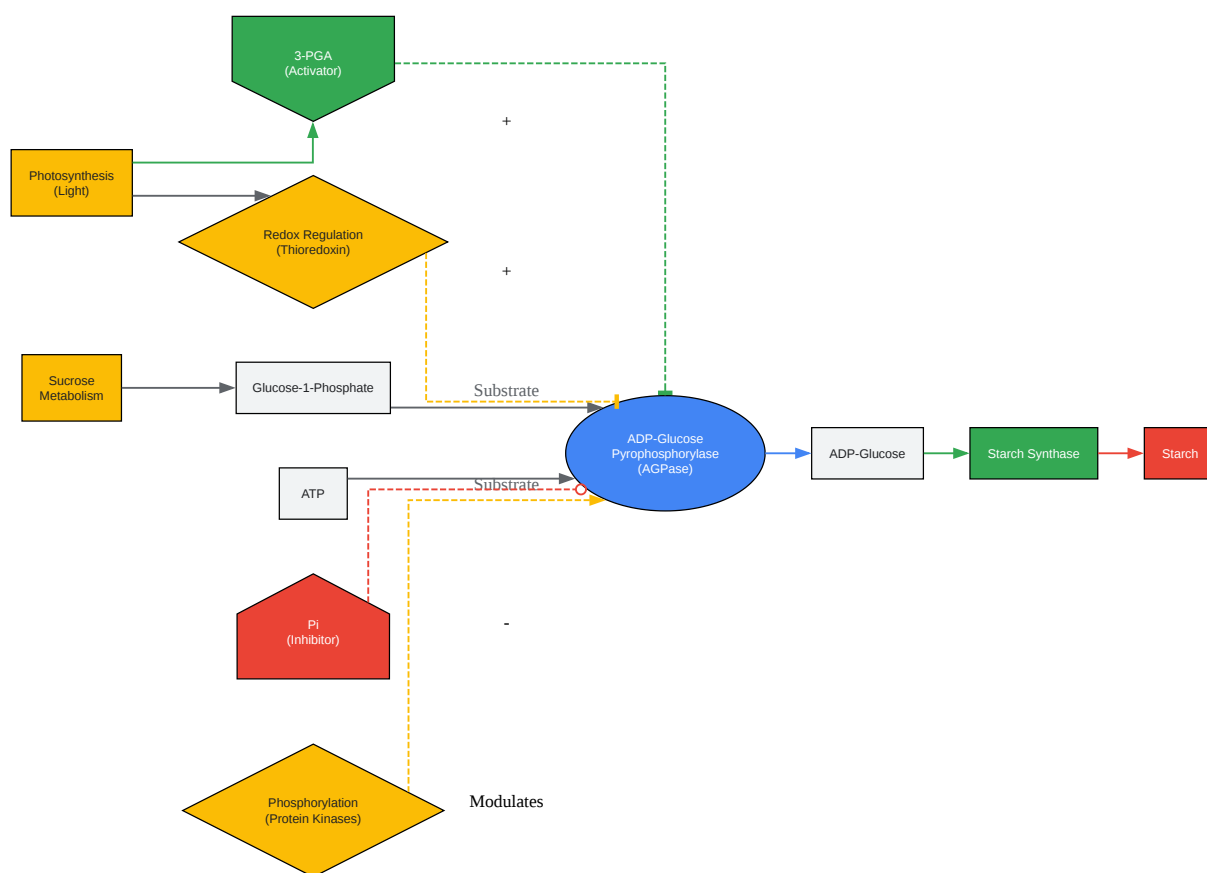 3-PGA
(Activator)
+
Photosynthesis
(Light)
Redox Regulation
(Thioredoxin)
+
Sucrose
Metabolism
Glucose-1-Phosphate
Substrate
ADP-Glucose
Pyrophosphorylase
(AGPase)
ADP-Glucose
Starch Synthase
Starch
ATP
Substrate
Pi
(Inhibitor)
-
Phosphorylation
(Protein Kinases)
Modulates